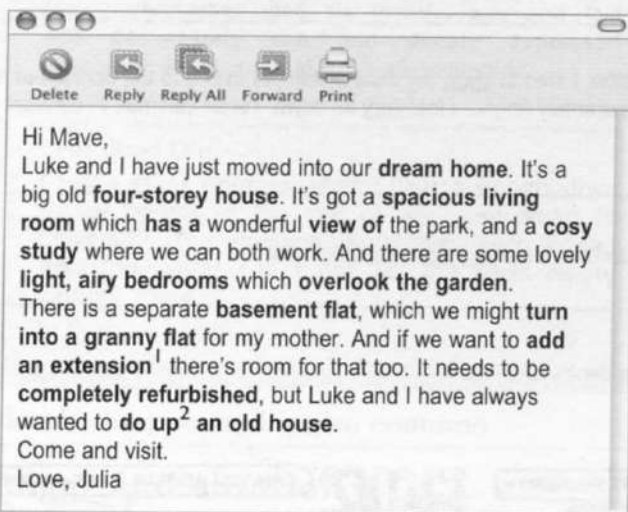 Delete Reply Reply All Forward Print
Hi Mave,
Luke and I have just moved into our dream home. It's a
big old four-storey house. It's got a spacious living
room which has a wonderful view of the park, and a cosy
study where we can both work. And there are some lovely
light, airy bedrooms which overlook the garden.
There is a separate basement flat, which we might turn
into a granny flat for my mother. And if we want to add
an extension1 there's room for that too. It needs to be
completely refurbished, but Luke and I have always
wanted to do up2 an old house.
Come and visit.
Love, Julia